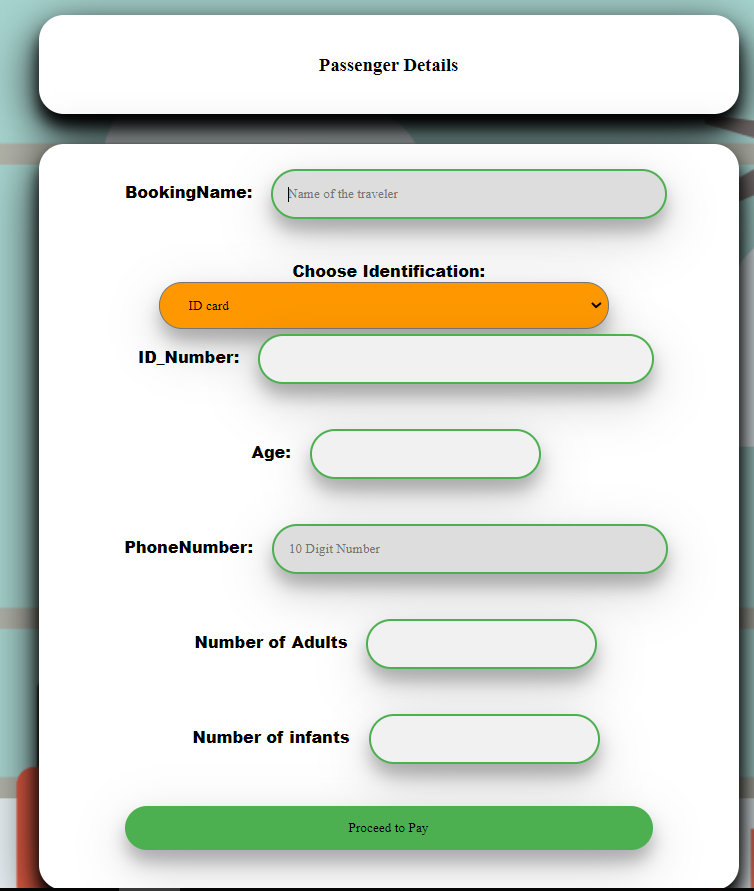 Passenger Details
BookingName: Name of the traveler
Choose Identification:
ID card
ID_Number:
Age:
PhoneNumber: 10 Digit Number
Number of Adults
Number of infants
Proceed to Pay